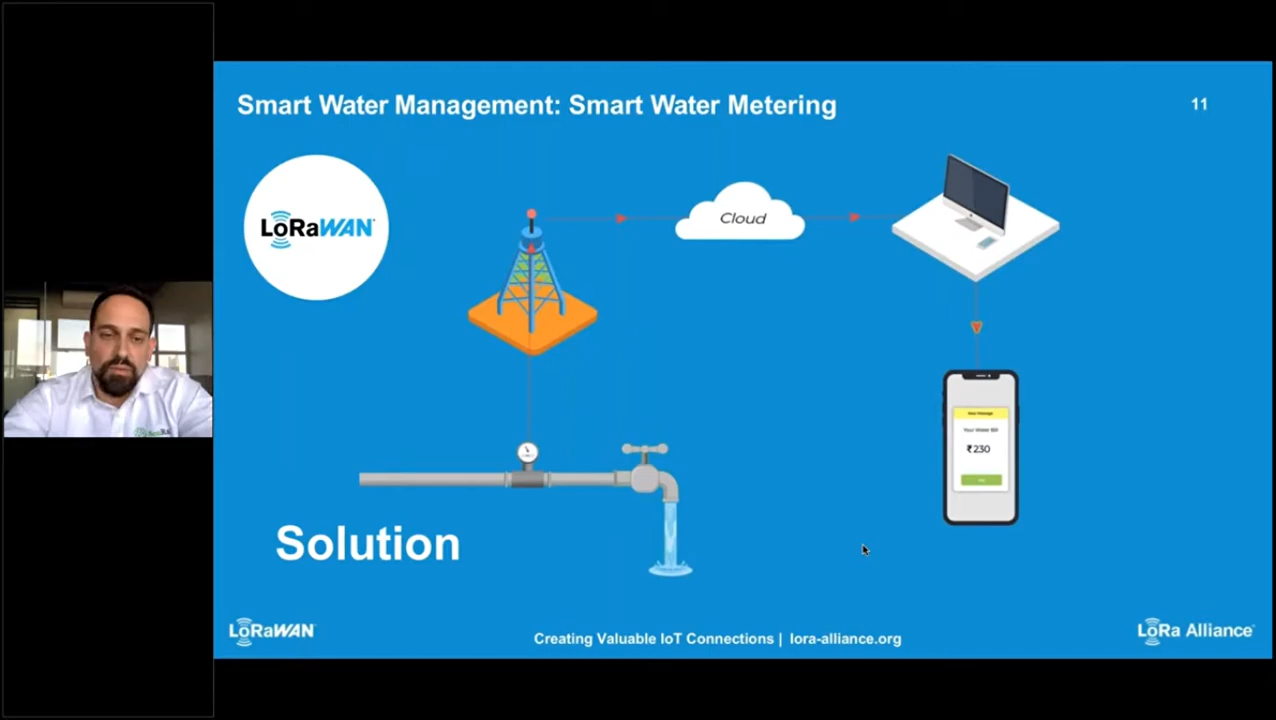 Smart Water Management: Smart Water Metering
11
LoRaWAN
Cloud
Your Water Bill
₹230
Solution
LoRaWAN
Creating Valuable IoT Connections | lora-alliance.org
LoRa Alliance